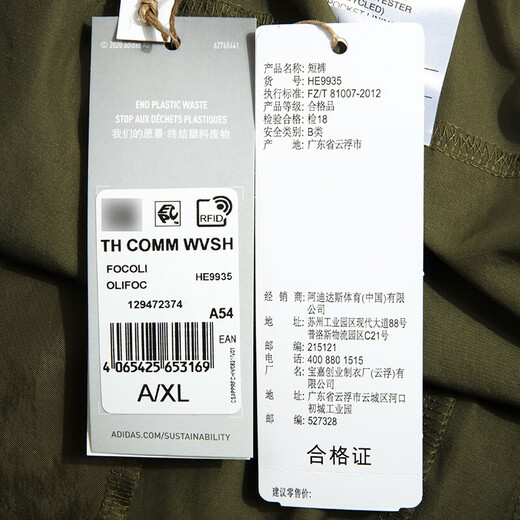 © 2020 adidas AG
62768441
END PLASTIC WASTE
STOP AUX DÉCHETS PLASTIQUES
我们的愿景 终结塑料废物
RFID
TH COMM WVSH
FOCOLI
OLIFOC
HE9935
129472374
A54
EAN
4 065425 653169
A/XL
ADIDAS.COM/SUSTAINABILITY
产品名称: 短裤
货 号: HE9935
执行标准: FZ/T 81007-2012
产品等级: 合格品
检验合格: 检18
安全类别: B类
产 地: 广东省云浮市
经 销 商: 阿迪达斯体育(中国)有限
公司
地 址: 苏州工业园区现代大道88号
普洛斯物流园区C21号
邮 编: 215121
电 话: 400 880 1515
厂 名: 宝嘉创业制衣厂(云浮)有
限公司
地 址: 广东省云浮市云城区河口
初城工业园
邮 编: 527328
合格证
建议零售价:
RECYCLED)
POCKET LINING